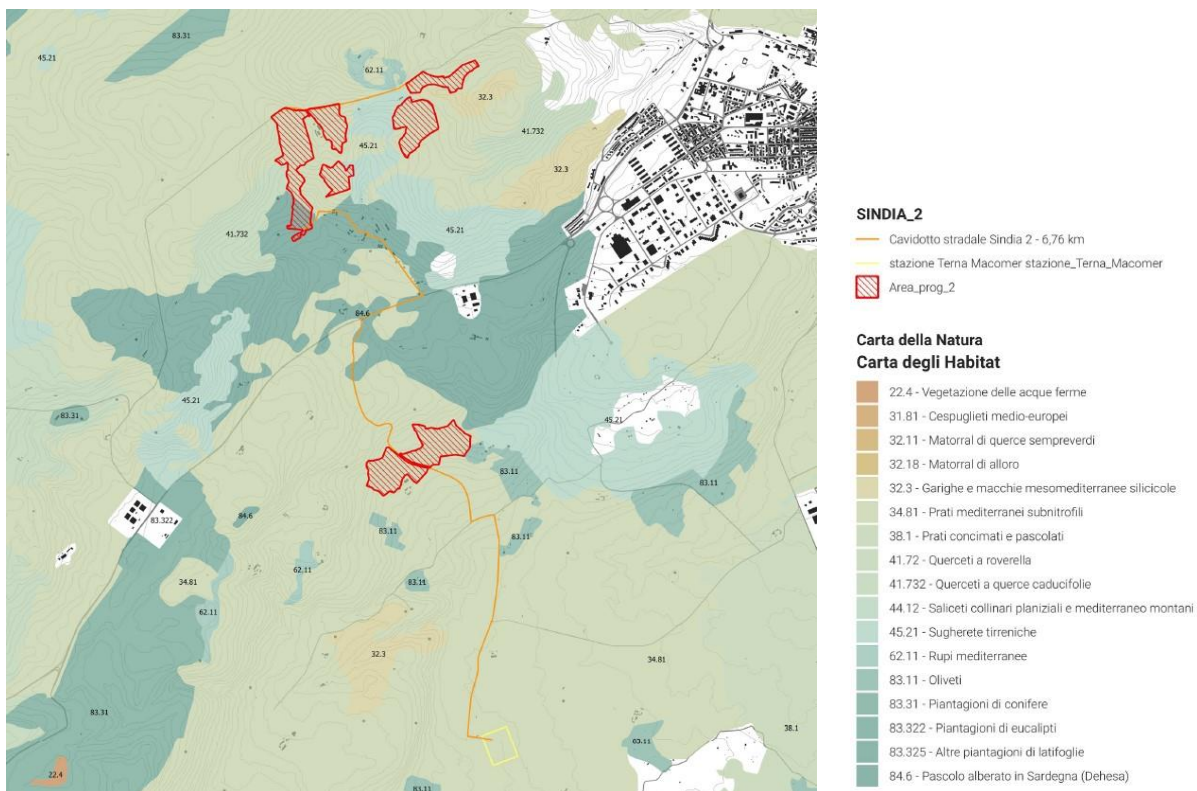 83.31
45.21
62.11
32.3
41.732
45.21
32.3
41.732
45.21
84.6
45.21
83.31
45.21
83.11
83.11
84.6
83.322
83.11
83.11
62.11
34.81
83.11
62.11
32.3
34.81
83.31
38.1
83.11
22.4
83.11
SINDIA_2
Cavidotto stradale Sindia 2 - 6,76 km
stazione Terna Macomer stazione_Terna_Macomer
Area_prog_2
Carta della Natura
Carta degli Habitat
22.4 - Vegetazione delle acque ferme
31.81 - Cespuglieti medio-europei
32.11 - Matorral di querce sempreverdi
32.18 - Matorral di alloro
32.3 - Garighe e macchie mesomediterranee silicicole
34.81 - Prati mediterranei subnitrofili
38.1 - Prati concimati e pascolati
41.72 - Querceti a roverella
41.732 - Querceti a querce caducifolie
44.12 - Saliceti collinari planiziali e mediterraneo montani
45.21 - Sugherete tirreniche
62.11 - Rupi mediterranee
83.11 - Oliveti
83.31 - Piantagioni di conifere
83.322 - Piantagioni di eucalipti
83.325 - Altre piantagioni di latifoglie
84.6 - Pascolo alberato in Sardegna (Dehesa)